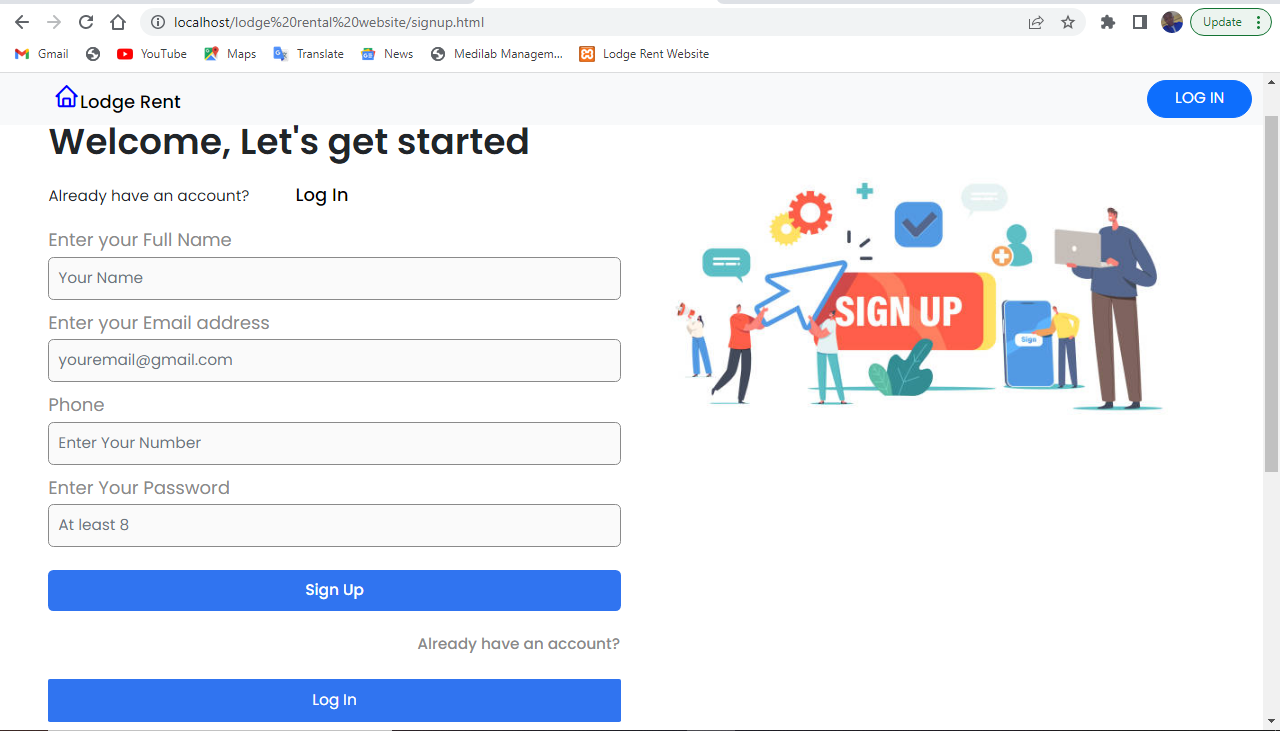 localhost/lodge%20rental%20website/signup.html
Update
Gmail
YouTube
Maps
Translate
News
Medilab Managem...
Lodge Rent Website
Lodge Rent
LOG IN
Welcome, Let's get started
Already have an account? Log In
Enter your Full Name
Your Name
Enter your Email address
youremail@gmail.com
Phone
Enter Your Number
Enter Your Password
At least 8
Sign Up
Already have an account?
Log In
SIGN UP
Sign